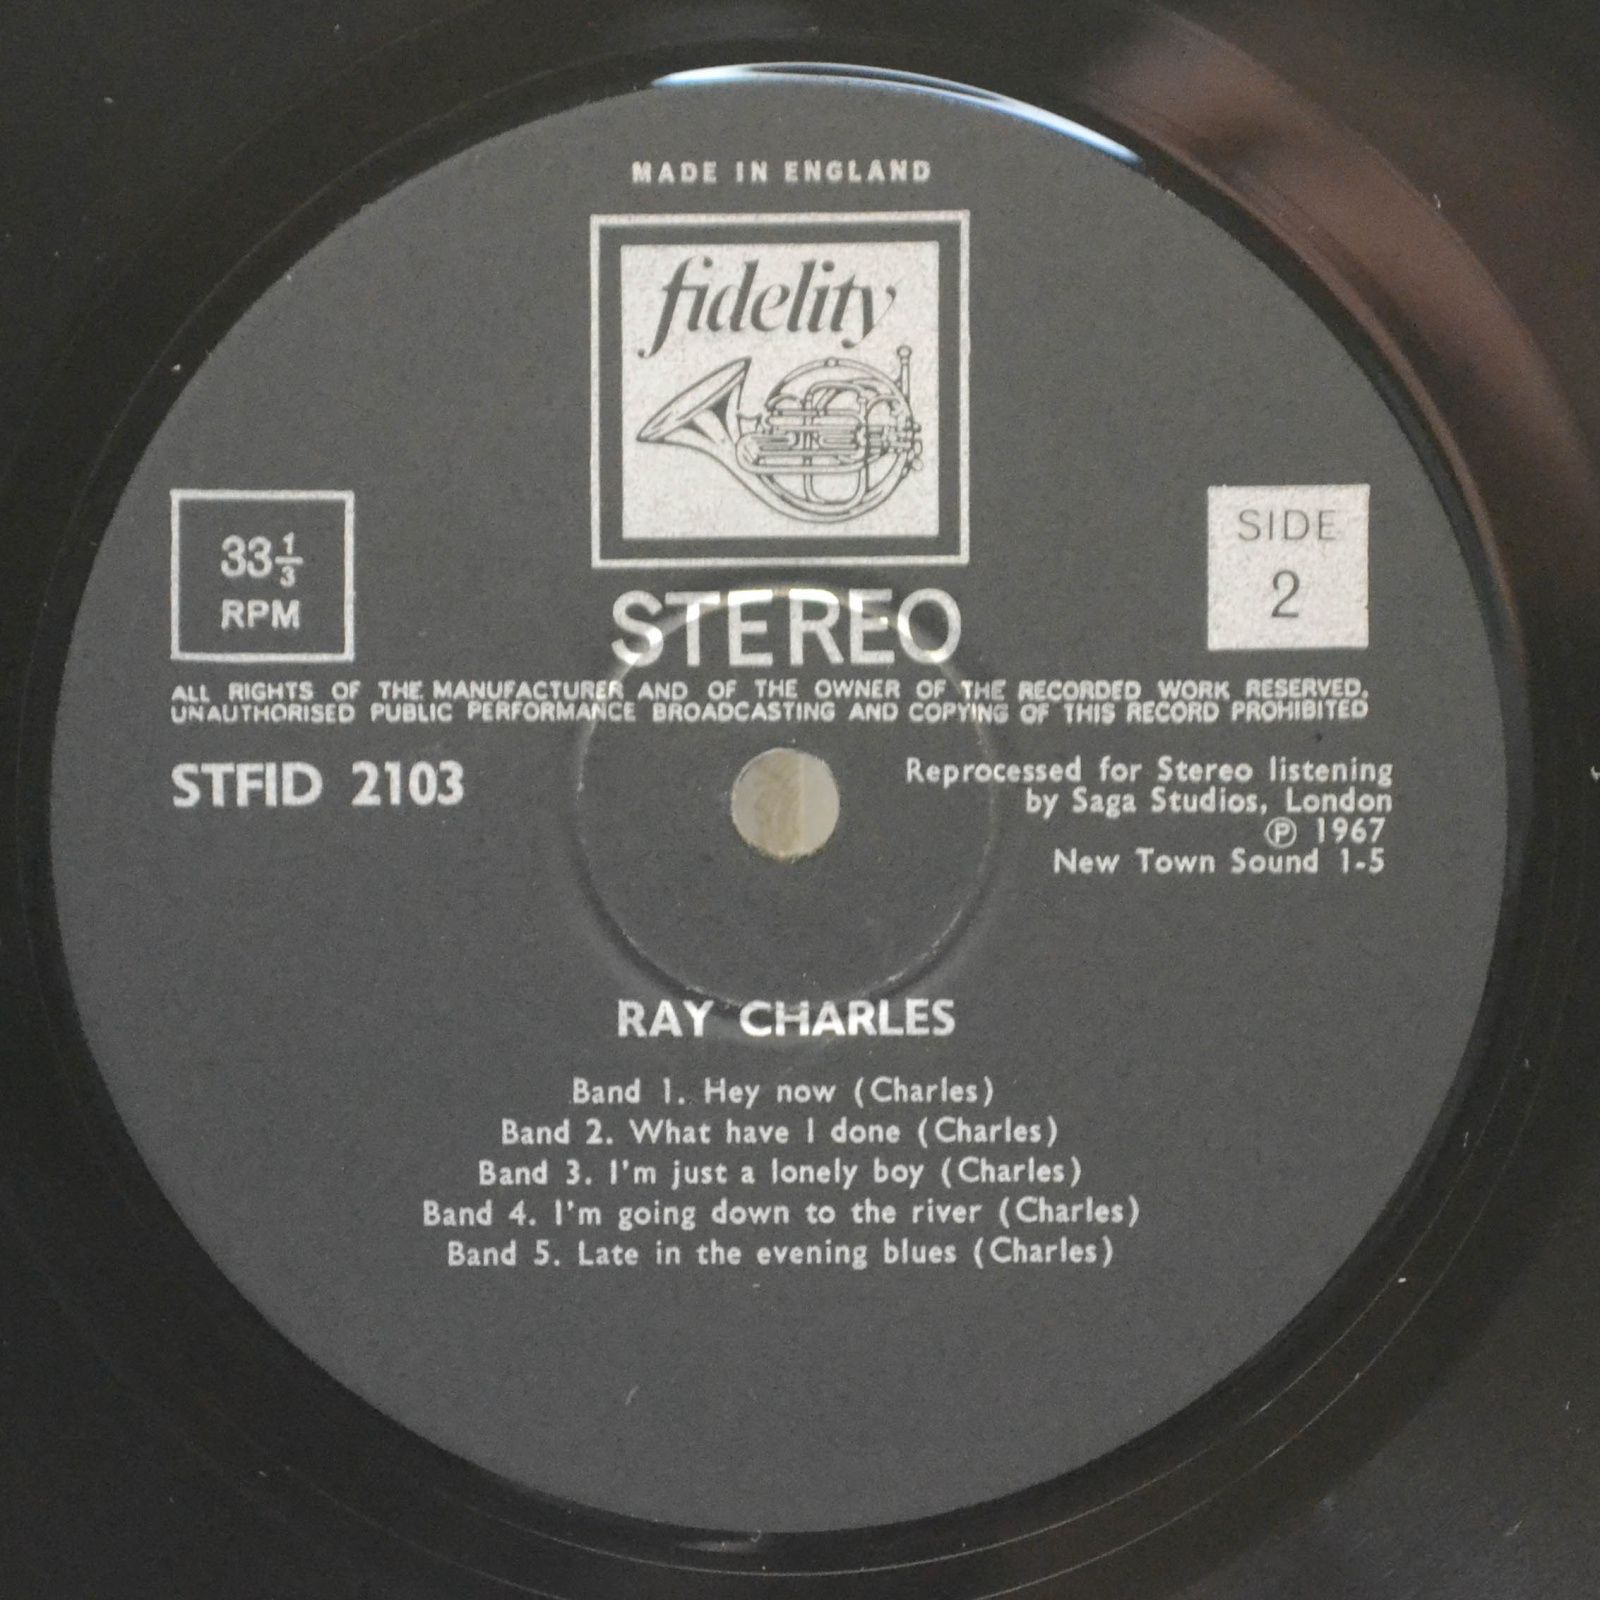 MADE IN ENGLAND
fidelity
33⅓
RPM
SIDE
2
STEREO
ALL RIGHTS OF THE MANUFACTURER AND OF THE OWNER OF THE RECORDED WORK RESERVED.
UNAUTHORISED PUBLIC PERFORMANCE BROADCASTING AND COPYING OF THIS RECORD PROHIBITED
STFID 2103
Reprocessed for Stereo listening
by Saga Studios, London
℗ 1967
New Town Sound 1-5
RAY CHARLES
Band 1. Hey now (Charles)
Band 2. What have I done (Charles)
Band 3. I'm just a lonely boy (Charles)
Band 4. I'm going down to the river (Charles)
Band 5. Late in the evening blues (Charles)